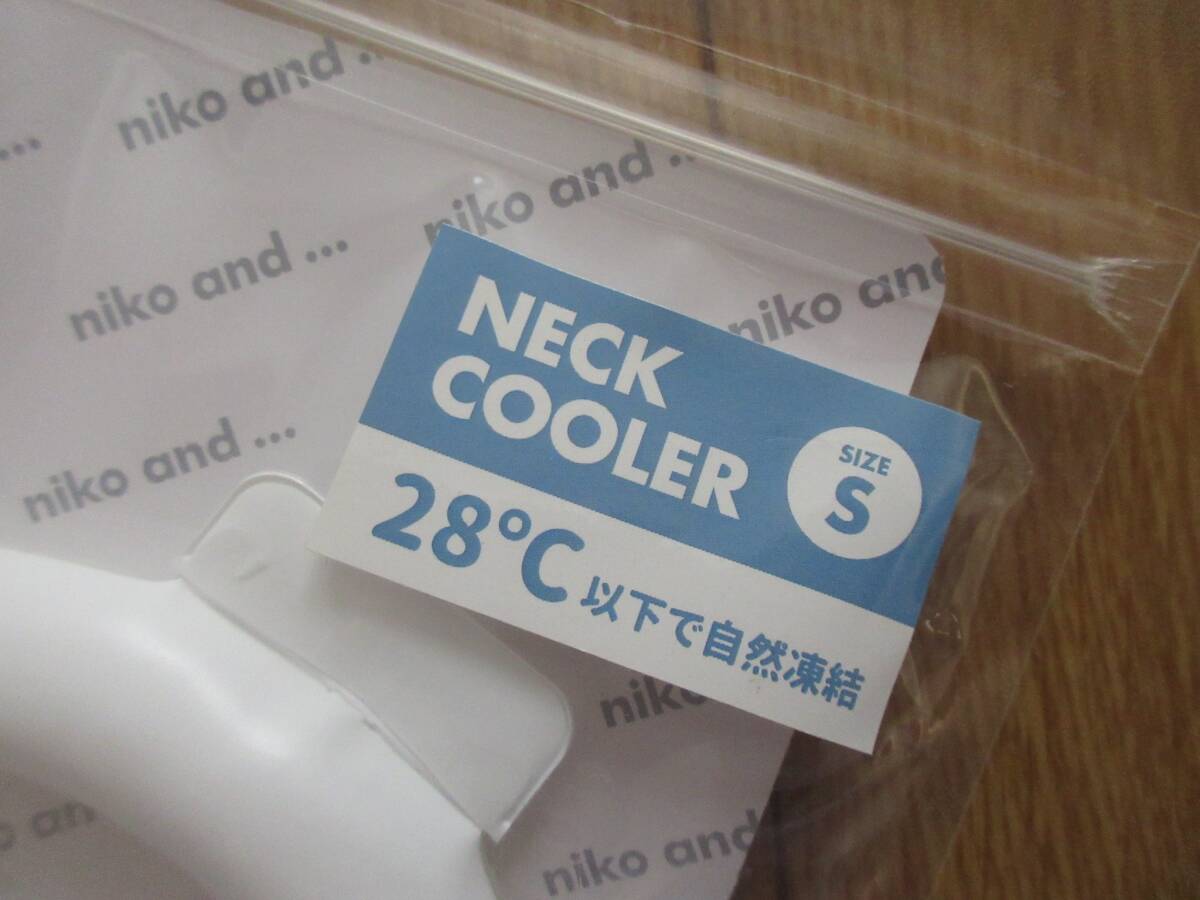 niko and ...
niko and ...
niko and ...
niko and
niko and ...
NECK
COOLER
SIZE
S
28℃以下で自然凍結
niko
niko and